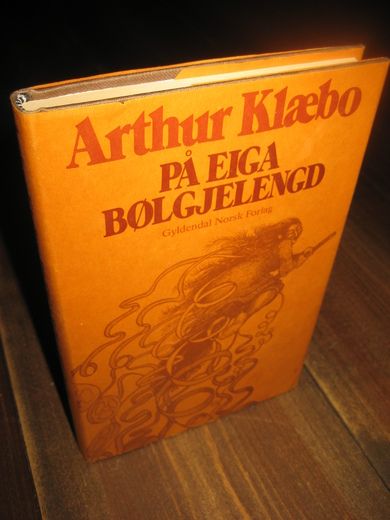 Arthur Klæbo
PÅ EIGA
BØLGJELENGD
Gyldendal Norsk Forlag